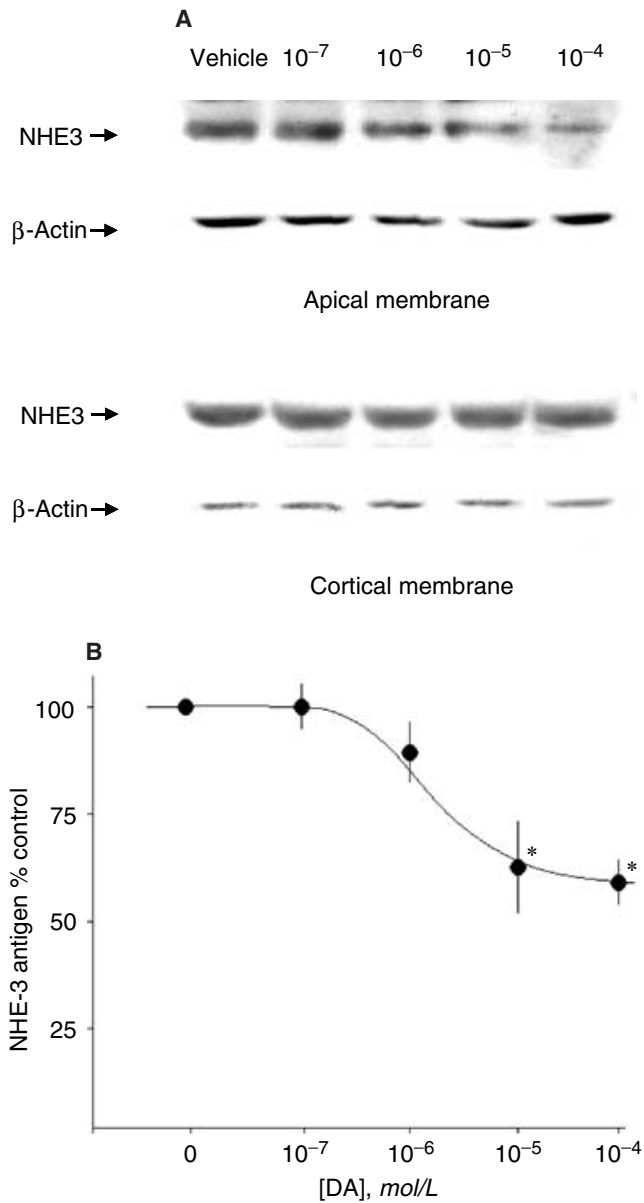 A
Vehicle 10⁻⁷ 10⁻⁶ 10⁻⁵ 10⁻⁴
NHE3
β-Actin
Apical membrane
NHE3
β-Actin
Cortical membrane
B
100
75
50
25
NHE-3 antigen % control
*
*
0 10⁻⁷ 10⁻⁶ 10⁻⁵ 10⁻⁴
[DA], mol/L